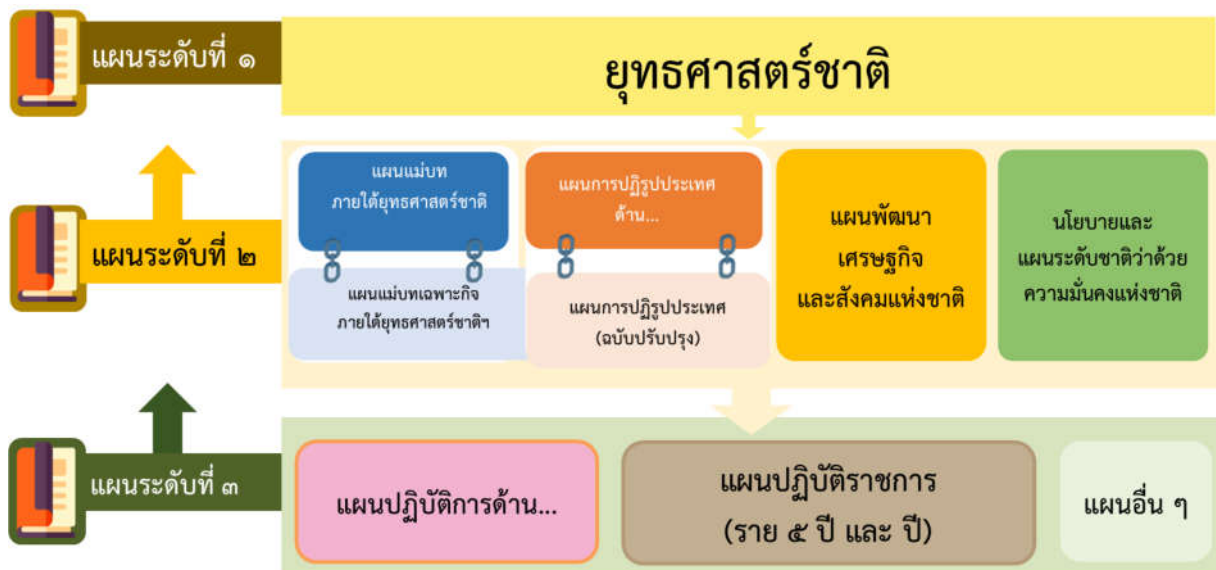 แผนระดับที่ ๑
ยุทธศาสตร์ชาติ
แผนระดับที่ ๒
แผนแม่บท
ภายใต้ยุทธศาสตร์ชาติ
แผนแม่บทเฉพาะกิจ
ภายใต้ยุทธศาสตร์ชาติฯ
แผนการปฏิรูปประเทศ
ด้าน...
แผนการปฏิรูปประเทศ
(ฉบับปรับปรุง)
แผนพัฒนา
เศรษฐกิจ
และสังคมแห่งชาติ
นโยบายและ
แผนระดับชาติว่าด้วย
ความมั่นคงแห่งชาติ
แผนระดับที่ ๓
แผนปฏิบัติการด้าน...
แผนปฏิบัติราชการ
(ราย ๕ ปี และ ปี)
แผนอื่น ๆ